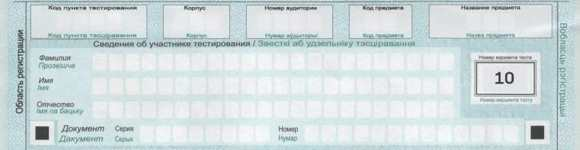 Код пункта тестирования Корпус Номер аудитории Код предмета Название предмета
Код пункта тэсціравання Корпус Нумар аўдыторыі Код прадмета Назва прадмета
Сведения об участнике тестирования / Звесткі аб удзельніку тэсціравання
Область регистрации
Фамилия
Прозвішча
Имя
Імя
Отчество
Імя па бацьку
Документ Серия Номер
Дакумент Серыя Нумар
Номер варианта теста
10
Нумар варыянта тэсту
Вобласць рэгістрацыі